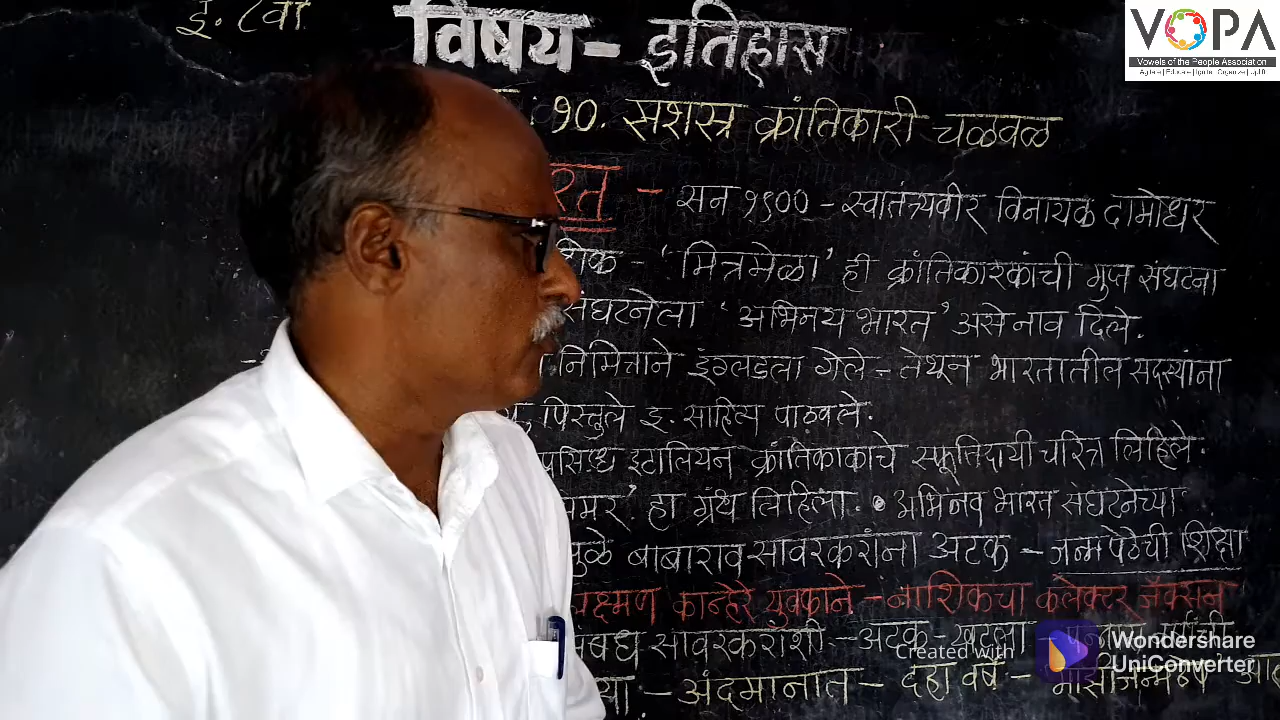 इ. ८वी
विषय - इतिहास
VOPA
Vowels of the People Association
१०. सशस्त्र क्रांतिकारी चळवळ
रत - सन १९०० - स्वातंत्र्यवीर विनायक दामोधर
शिक - 'मित्रमेळा' ही क्रांतिकारकांची गुप्त संघटना
संघटनेला 'अभिनव भारत' असे नाव दिले.
निमित्ताने इंग्लडला गेले - तेथून भारतातील सदस्यांना
पिस्तुले इ. साहित्य पाठवले.
प्रसिध्द इटालियन क्रांतिकाकाचे स्फूर्तिदायी चरित्र लिहिले.
समर' हा ग्रंथ लिहिला. • अभिनव भारत संघटनेच्या
मुळे बाबाराव सावरकरांना अटक - जन्मठेपेची शिक्षा
लक्ष्मण कान्हेरे युवकाने - नाशिकचा कलेक्टर जॅक्सन
संबंध सावरकरांशी - अटक - खटला -
Created with Wondershare UniConverter
च्या - अंदमानात - दहा वर्षे -